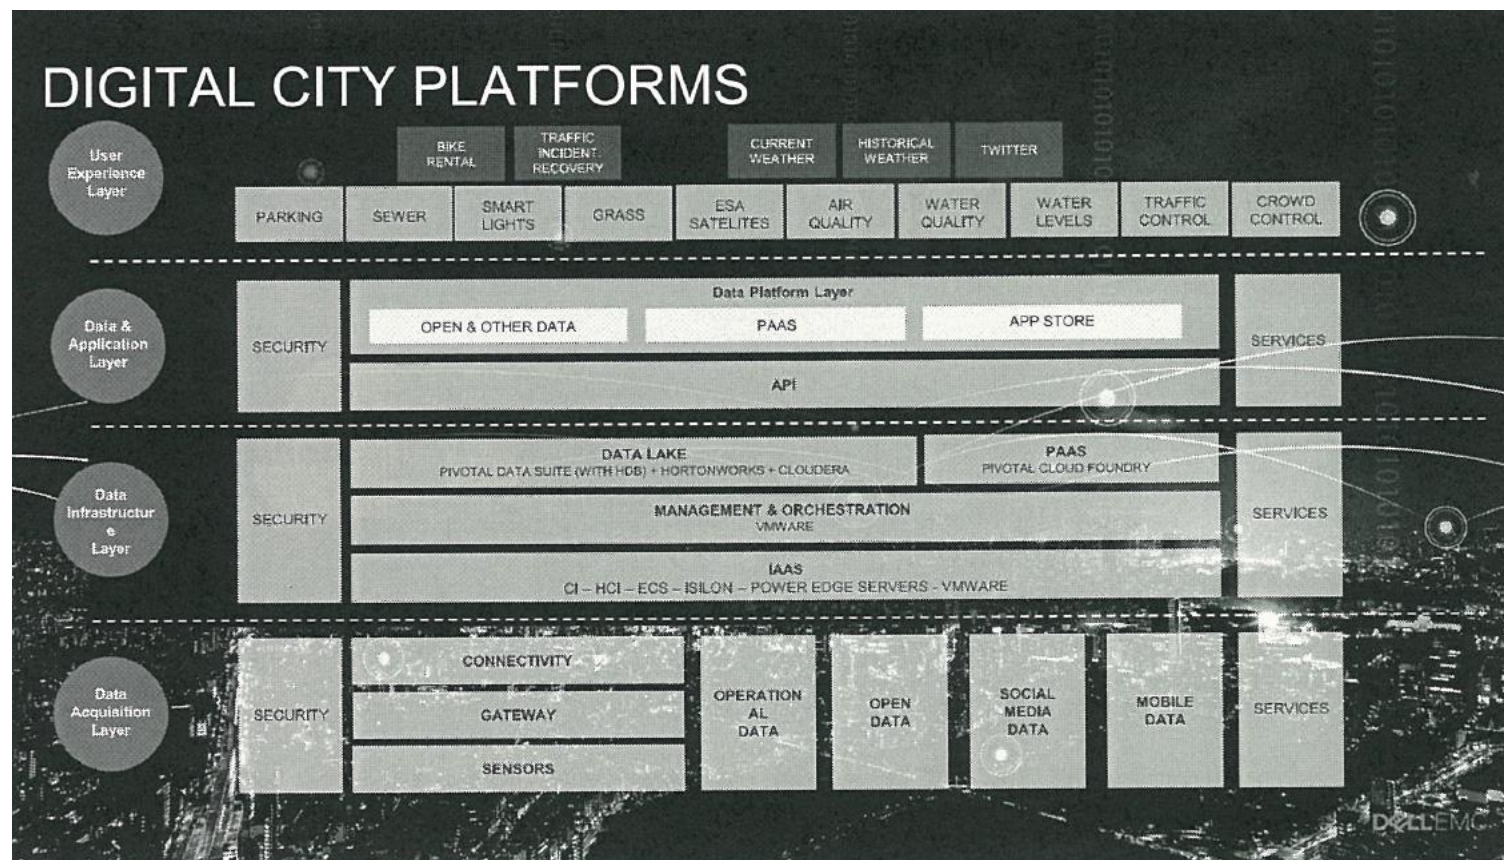 DIGITAL CITY PLATFORMS
User
Experience
Layer
BIKE
RENTAL
TRAFFIC
INCIDENT
RECOVERY
CURRENT
WEATHER
HISTORICAL
WEATHER
TWITTER
PARKING
SEWER
SMART
LIGHTS
GRASS
ESA
SATELITES
AIR
QUALITY
WATER
QUALITY
WATER
LEVELS
TRAFFIC
CONTROL
CROWD
CONTROL
Data &
Application
Layer
SECURITY
Data Platform Layer
OPEN & OTHER DATA
PAAS
APP STORE
API
SERVICES
Data
Infrastructur
e
Layer
SECURITY
DATA LAKE
PIVOTAL DATA SUITE (WITH HDB) + HORTONWORKS + CLOUDERA
PAAS
PIVOTAL CLOUD FOUNDRY
MANAGEMENT & ORCHESTRATION
VMWARE
IAAS
CI – HCI – ECS – ISILON – POWER EDGE SERVERS - VMWARE
SERVICES
Data
Acquisition
Layer
SECURITY
CONNECTIVITY
GATEWAY
SENSORS
OPERATION
AL
DATA
OPEN
DATA
SOCIAL
MEDIA
DATA
MOBILE
DATA
SERVICES
DELLEMC